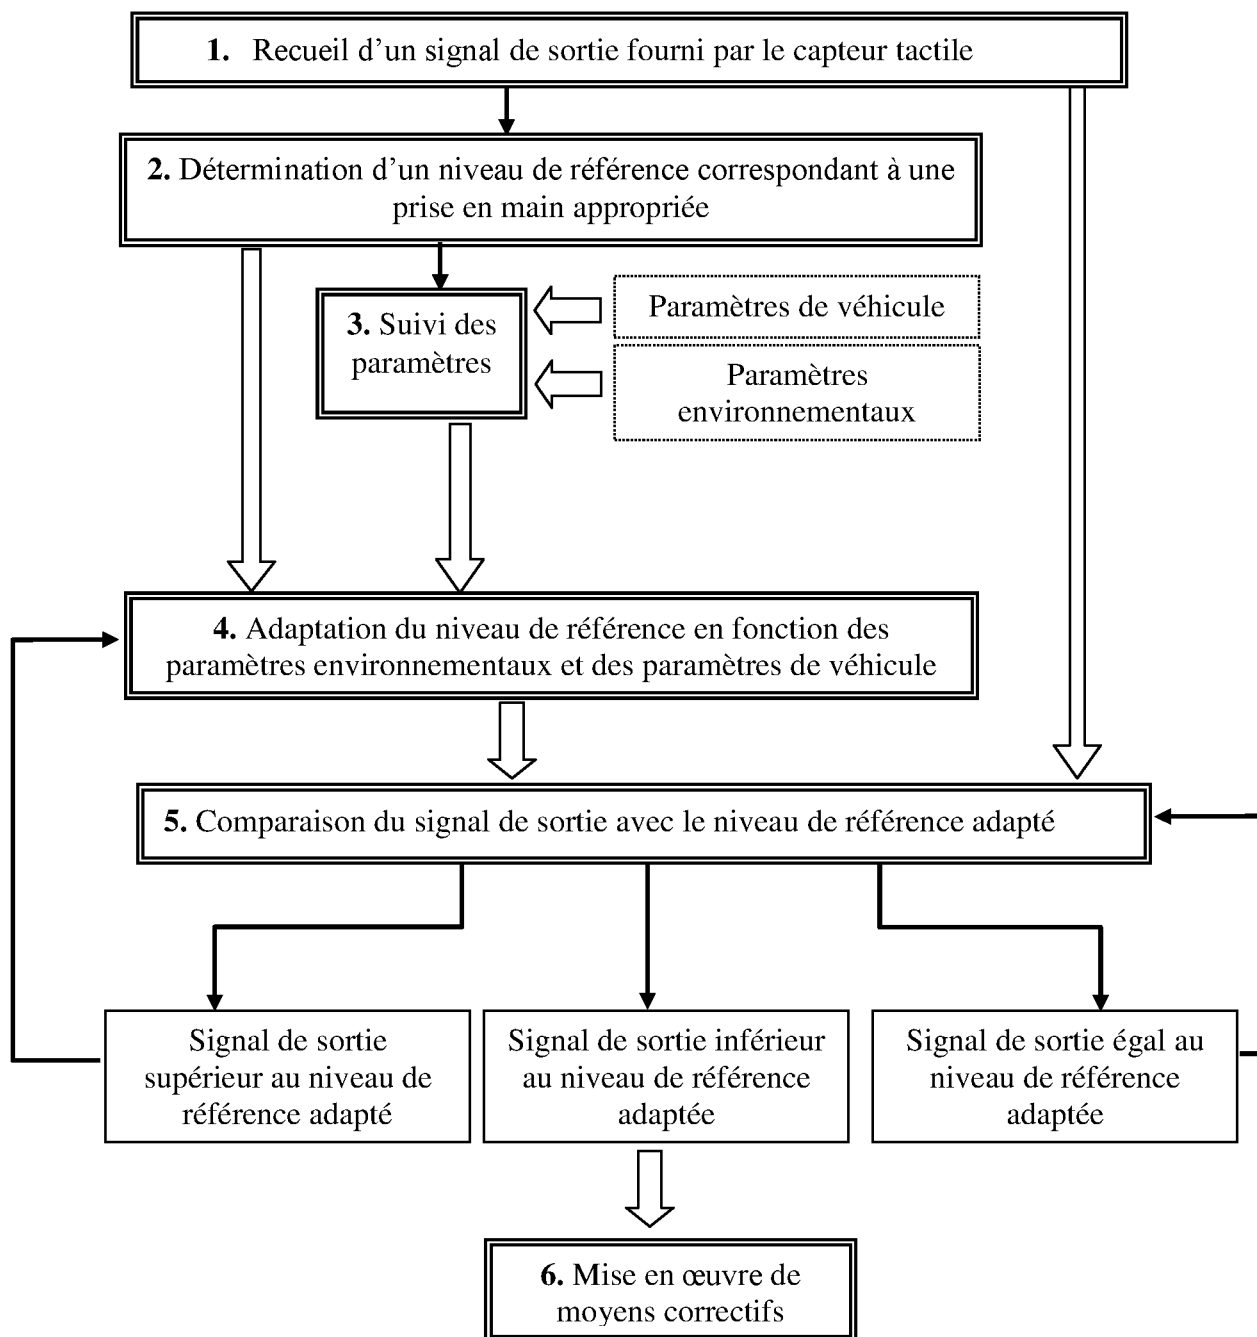 1. Recueil d’un signal de sortie fourni par le capteur tactile
2. Détermination d’un niveau de référence correspondant à une
prise en main appropriée
3. Suivi des
paramètres
Paramètres de véhicule
Paramètres
environnementaux
4. Adaptation du niveau de référence en fonction des
paramètres environnementaux et des paramètres de véhicule
5. Comparaison du signal de sortie avec le niveau de référence adapté
Signal de sortie
supérieur au niveau de
référence adapté
Signal de sortie inférieur
au niveau de référence
adaptée
Signal de sortie égal au
niveau de référence
adaptée
6. Mise en œuvre de
moyens correctifs